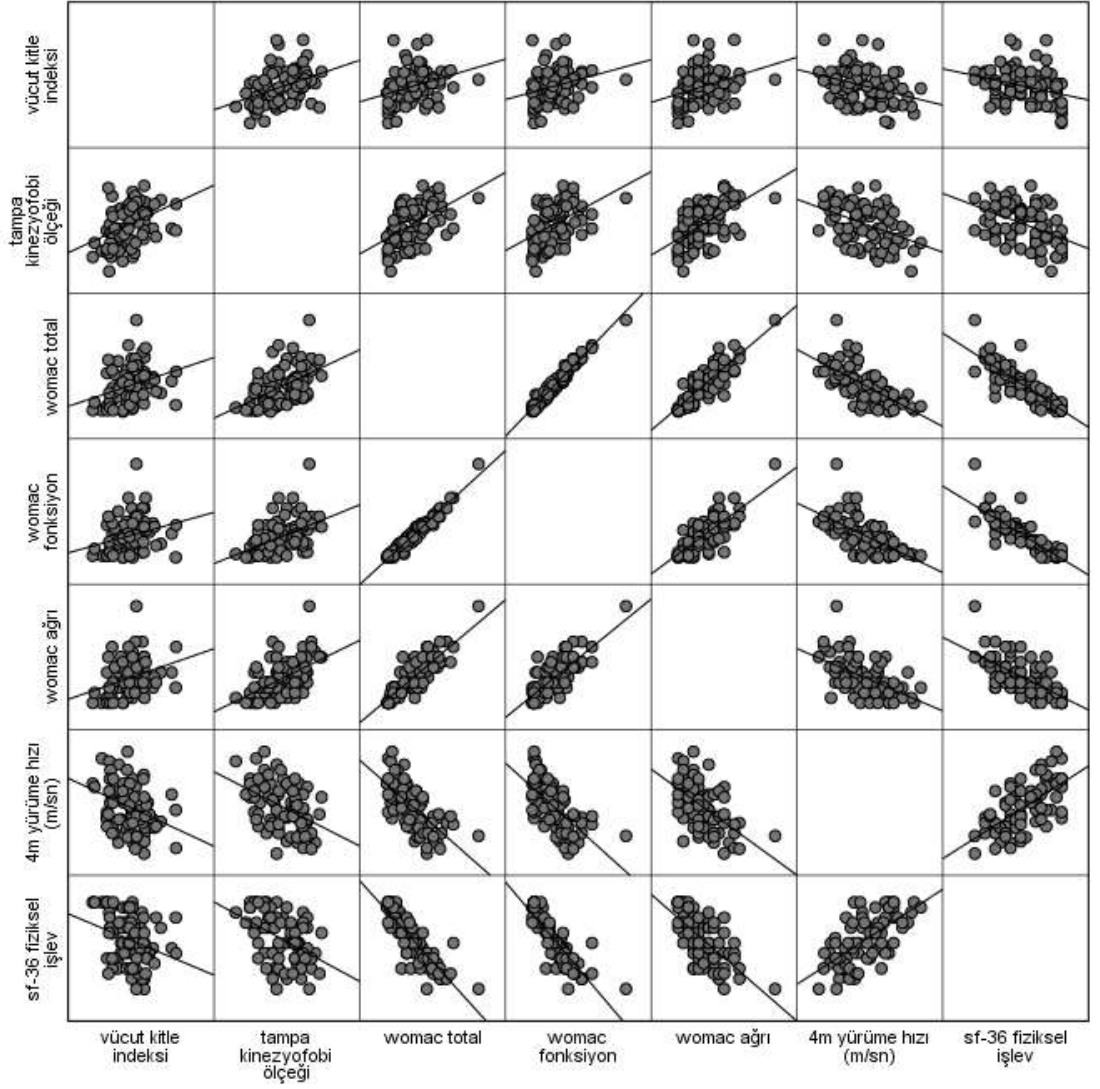 vücut kitle
indeksi
tampa
kinezyofobi
ölçeği
womac total
womac
fonksiyon
womac ağrı
4m yürüme hızı
(m/sn)
sf-36 fiziksel
işlev
vücut kitle
indeksi
tampa
kinezyofobi
ölçeği
womac total
womac
fonksiyon
womac ağrı
4m yürüme hızı
(m/sn)
sf-36 fiziksel
işlev